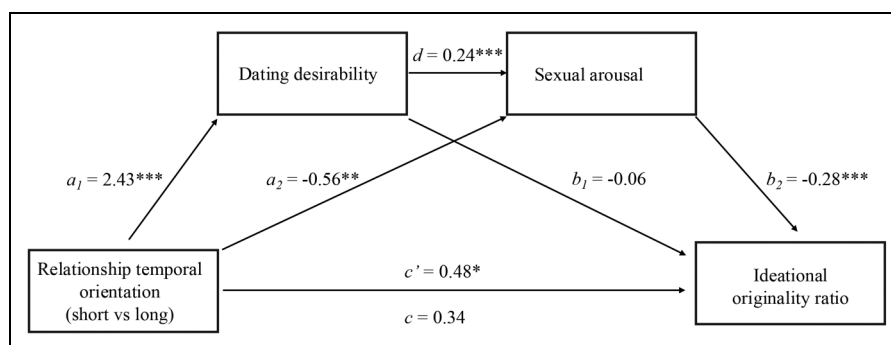 d = 0.24***
Dating desirability
Sexual arousal
a₁ = 2.43***
a₂ = -0.56**
b₁ = -0.06
b₂ = -0.28***
Relationship temporal
orientation
(short vs long)
c’ = 0.48*
c = 0.34
Ideational
originality ratio